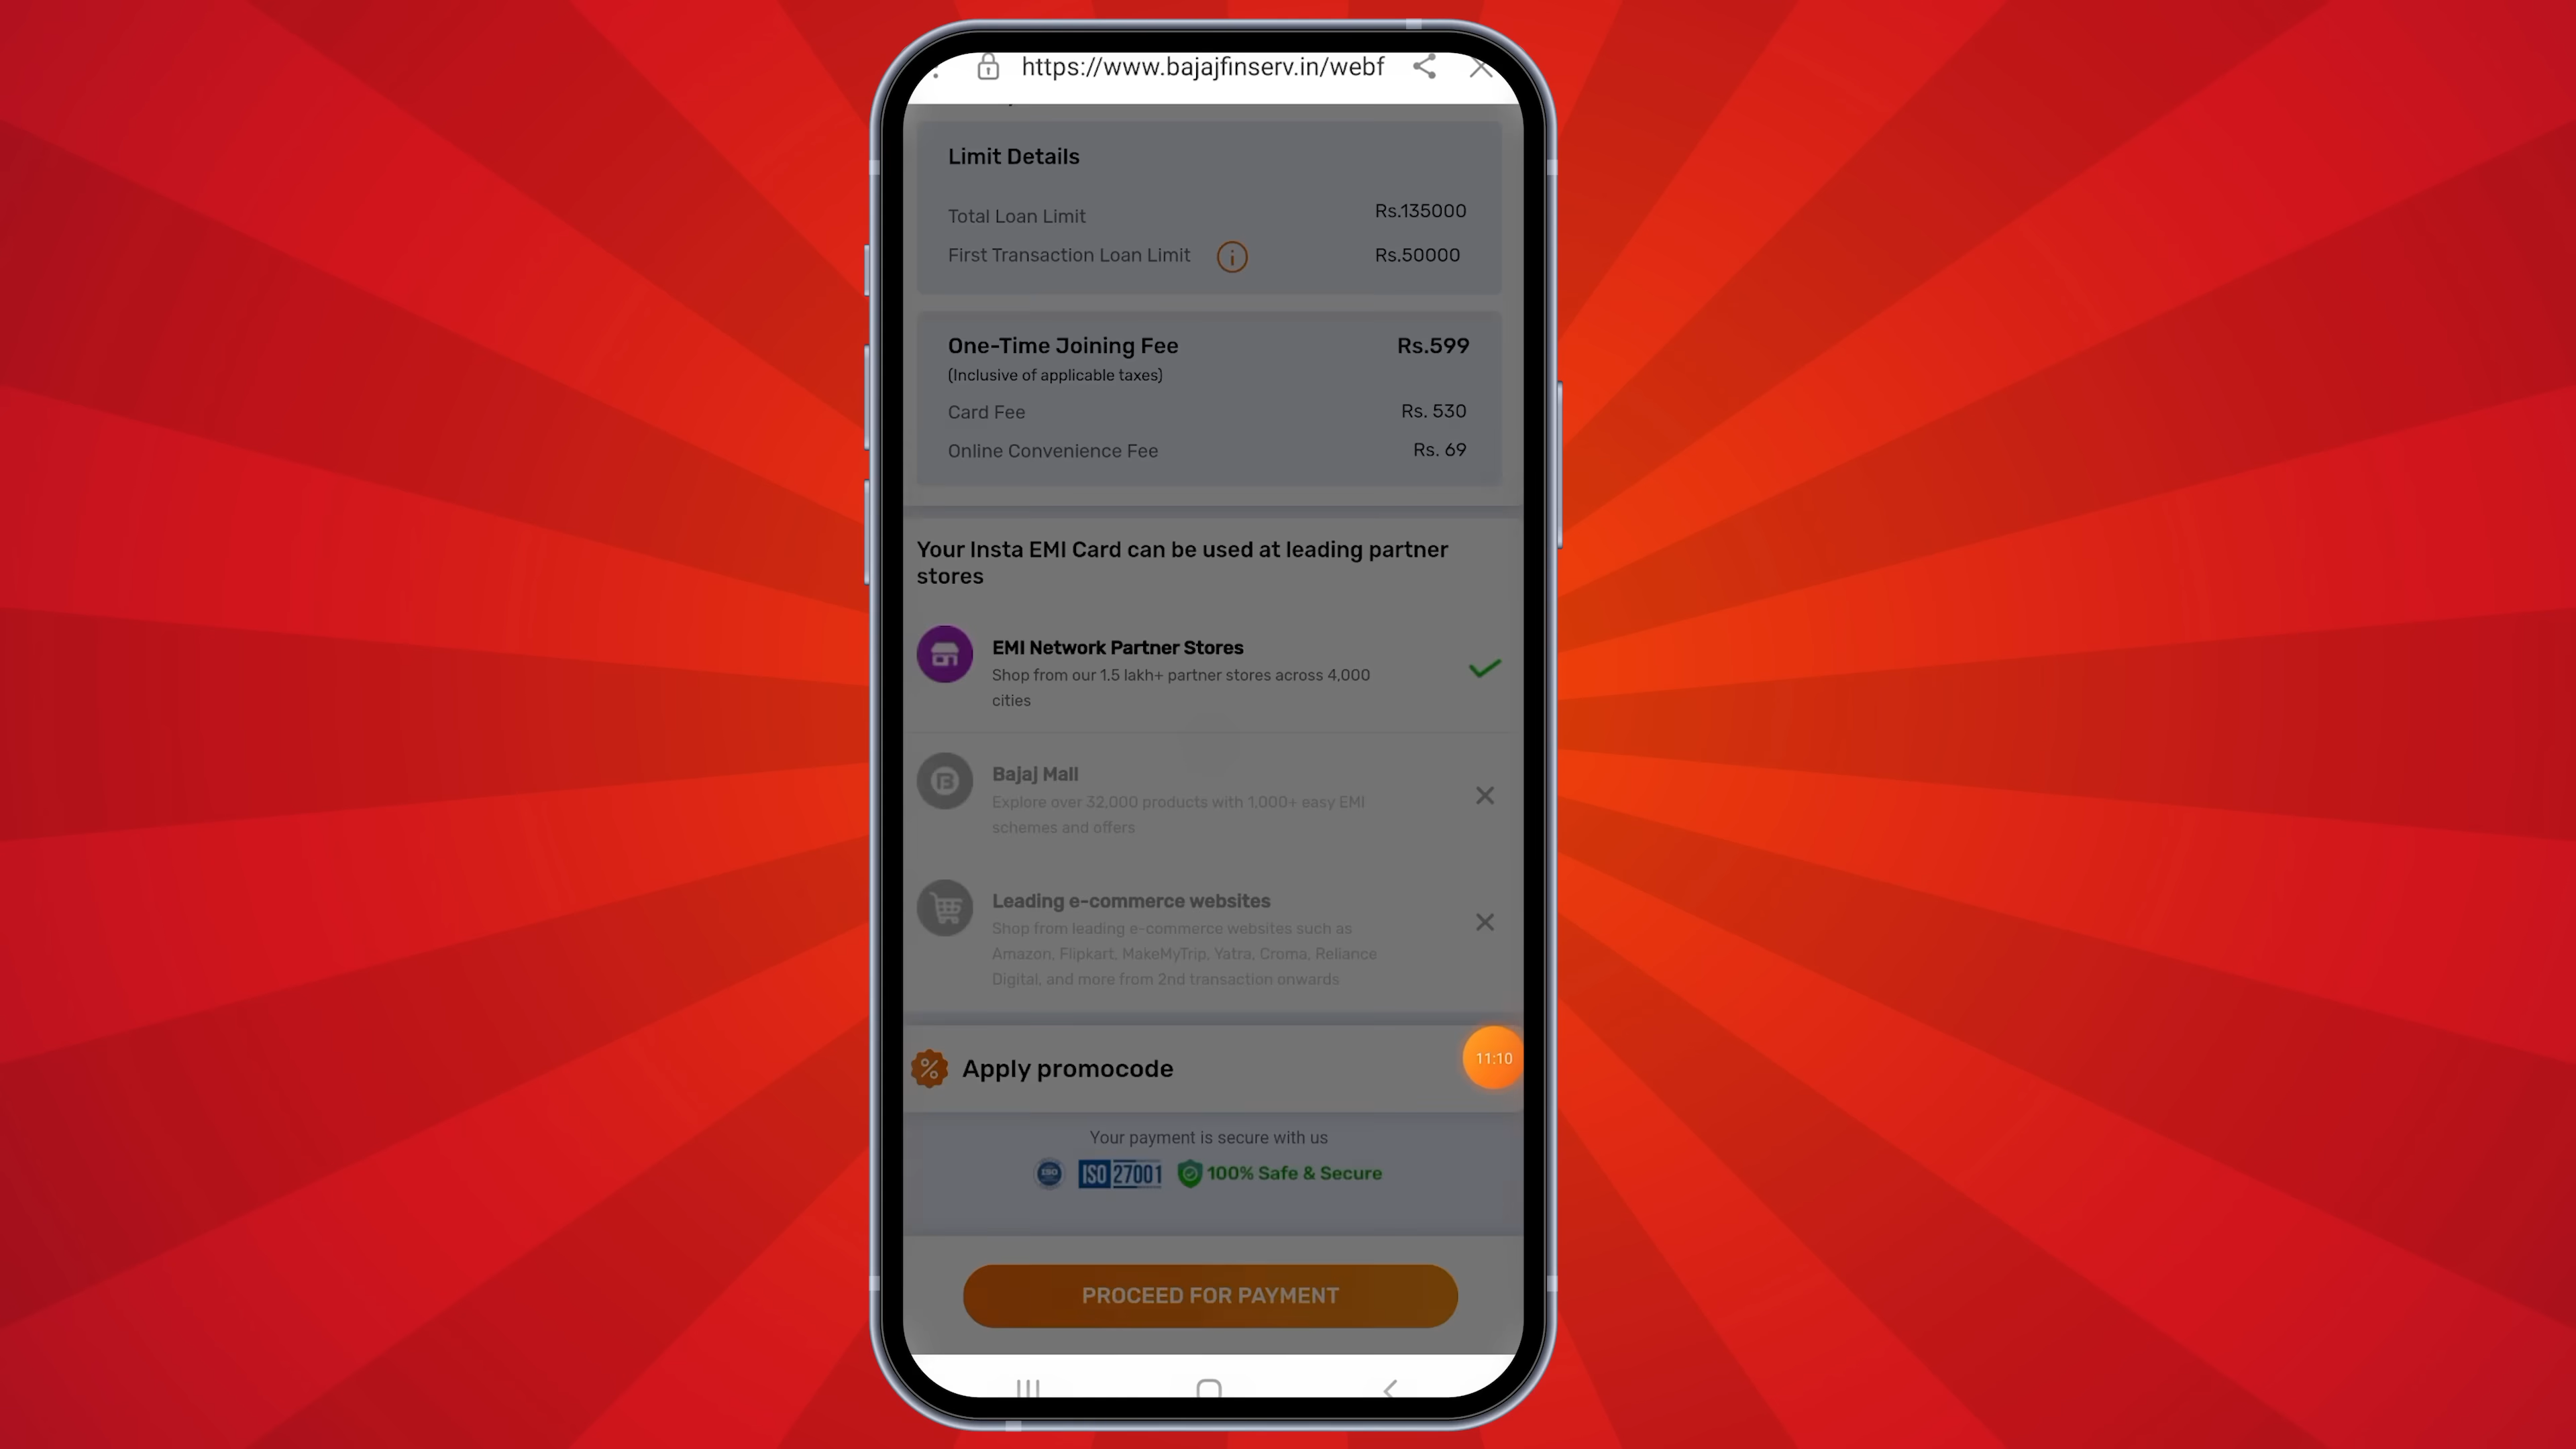 https://www.bajajfinserv.in/webf
Limit Details
Total Loan Limit Rs.135000
First Transaction Loan Limit Rs.50000
One-Time Joining Fee Rs.599
(Inclusive of applicable taxes)
Card Fee Rs. 530
Online Convenience Fee Rs. 69
Your Insta EMI Card can be used at leading partner
stores
EMI Network Partner Stores
Shop from our 1.5 lakh+ partner stores across 4,000
cities
Bajaj Mall
Explore over 32,000 products with 1,000+ easy EMI
schemes and offers
Leading e-commerce websites
Shop from leading e-commerce websites such as
Amazon, Flipkart, MakeMyTrip, Yatra, Croma, Reliance
Digital, and more from 2nd transaction onwards
Apply promocode
11:10
Your payment is secure with us
ISO ISO 27001 100% Safe & Secure
PROCEED FOR PAYMENT